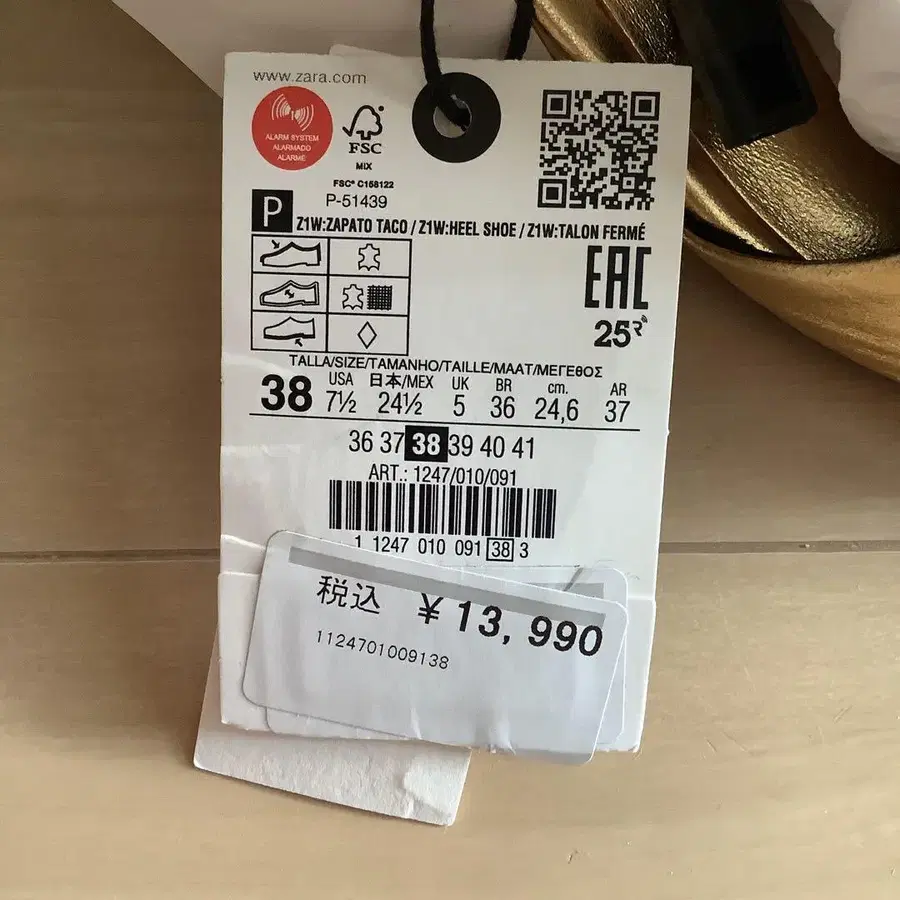 www.zara.com
ALARM SYSTEM
ALARMADO
ALARME
FSC
MIX
FSC® C158122
P-51439
P
Z1W:ZAPATO TACO / Z1W:HEEL SHOE / Z1W:TALON FERMÉ
EAC
25
TALLA/SIZE/TAMANHO/TAILLE/MAAT/ΜΕΓΕΘΟΣ
USA 日本/MEX UK BR cm. AR
38 7½ 24½ 5 36 24,6 37
36 37 38 39 40 41
ART.: 1247/010/091
1 1247 010 091 38 3
税込 ¥13,990
1124701009138